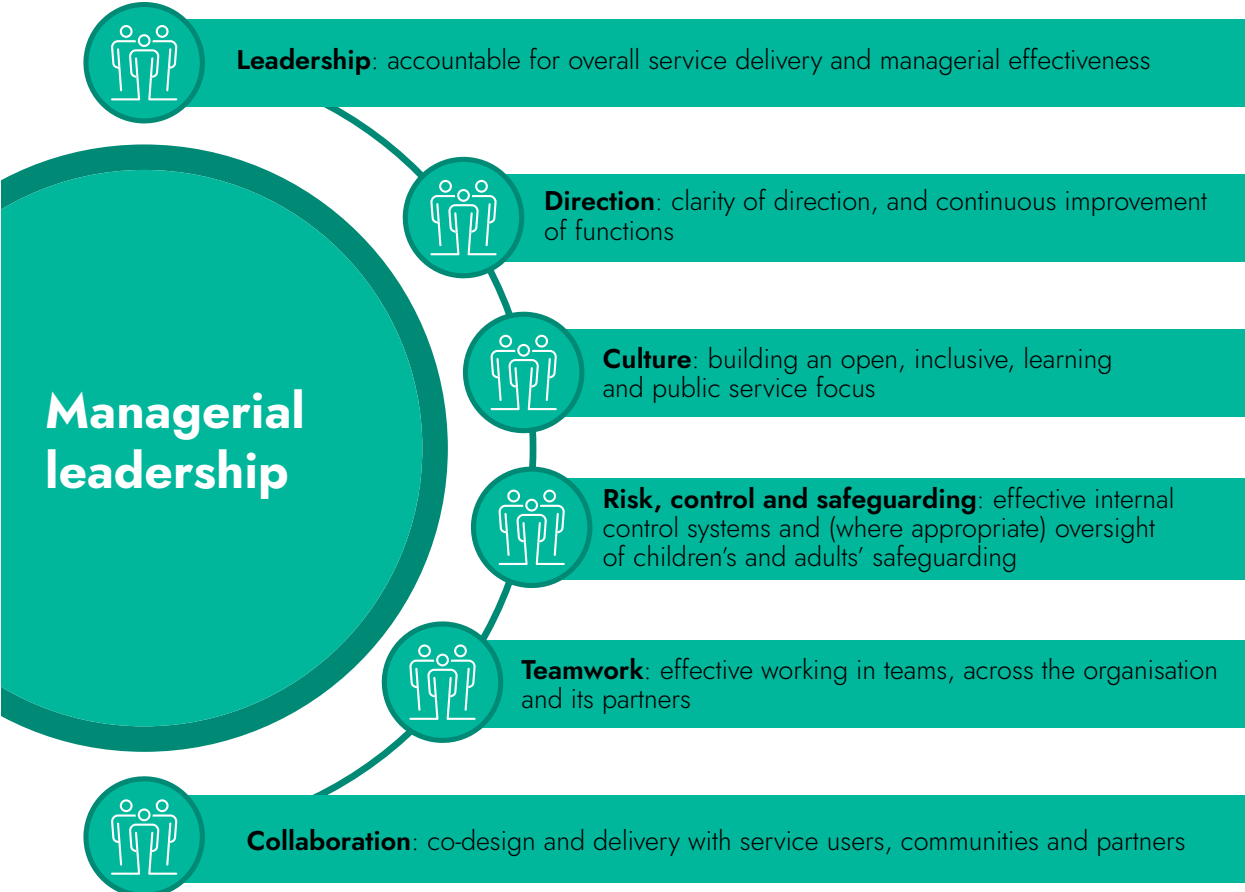 Leadership: accountable for overall service delivery and managerial effectiveness
Direction: clarity of direction, and continuous improvement
of functions
Culture: building an open, inclusive, learning
and public service focus
Managerial
leadership
Risk, control and safeguarding: effective internal
control systems and (where appropriate) oversight
of children’s and adults’ safeguarding
Teamwork: effective working in teams, across the organisation
and its partners
Collaboration: co-design and delivery with service users, communities and partners